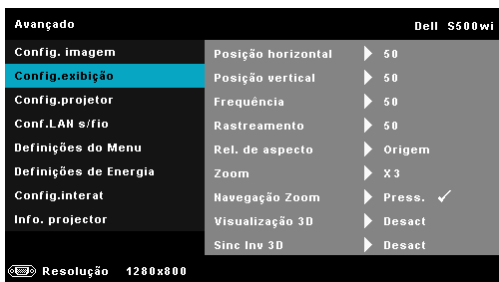 Avançado Dell S500wi
Config. imagem
Config.exibição
Config.projetor
Conf.LAN s/fio
Definições do Menu
Definições de Energia
Config.interat
Info. projector
Posição horizontal 50
Posição vertical 50
Frequéncia 50
Rastreamento 50
Rel. de aspecto Origem
Zoom X3
Navegação Zoom Press.
Visualização 3D Desact
Sinc Inv 3D Desact
Resolução 1280x800